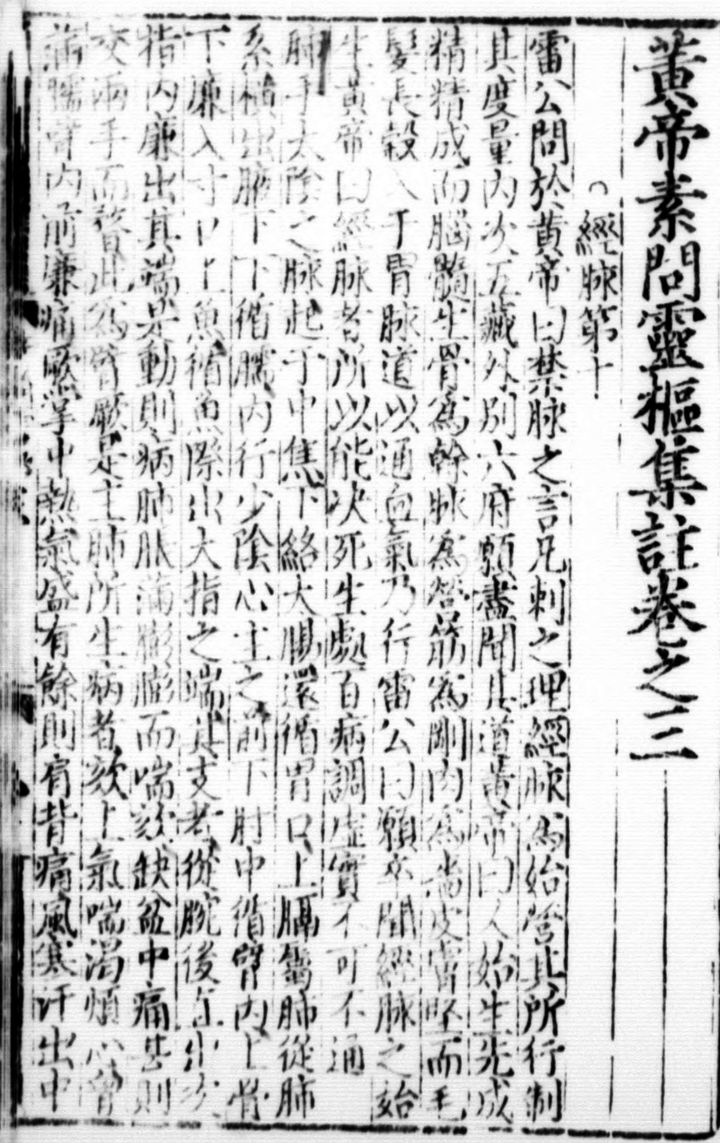 黃帝素問靈樞集註卷之三
經脉第十
雷公問於黃帝曰禁脉之言凡刺之理經脉爲始營其所行制
其度量內次五藏外別六府願盡聞其道黃帝曰人始生先成
精精成而腦髓生骨爲幹脉爲營筋爲剛肉爲墻皮膚堅而毛
髮長穀入于胃脉道以通血氣乃行雷公曰願卒聞經脉之始
生黃帝曰經脉者所以能决死生處百病調虛實不可不通
肺手太陰之脉起于中焦下絡大腸還循胃口上膈屬肺從肺
系橫出腋下下循臑內行少陰心主之前下肘中循臂內上骨
下廉入寸口上魚循魚際出大指之端其支者從腕後直出次
指內廉出其端是動則病肺脹滿膨膨而喘欬缺盆中痛甚則
交兩手而瞀此爲臂厥是主肺所生病者欬上氣喘渴煩心胷
滿臑臂內前廉痛厥掌中熱氣盛有餘則肩背痛風寒汗出中